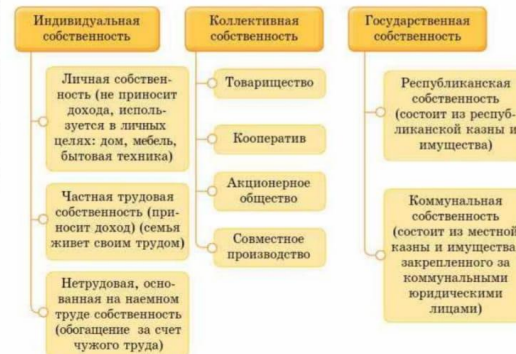 Индивидуальная
собственность
Личная собствен-
ность (не приносит
дохода, исполь-
зуется в личных
целях: дом, мебель,
бытовая техника)
Частная трудовая
собственность (при-
носит доход) (семья
живет своим трудом)
Нетрудовая, осно-
ванная на наемном
труде собственность
(обогащение за счет
чужого труда)
Коллективная
собственность
Товарищество
Кооператив
Акционерное
общество
Совместное
производство
Государственная
собственность
Республиканская
собственность
(состоит из респуб-
ликанской казны и
имущества)
Коммунальная
собственность
(состоит из местной
казны и имущества
закрепленного за
коммунальными
юридическими
лицами)